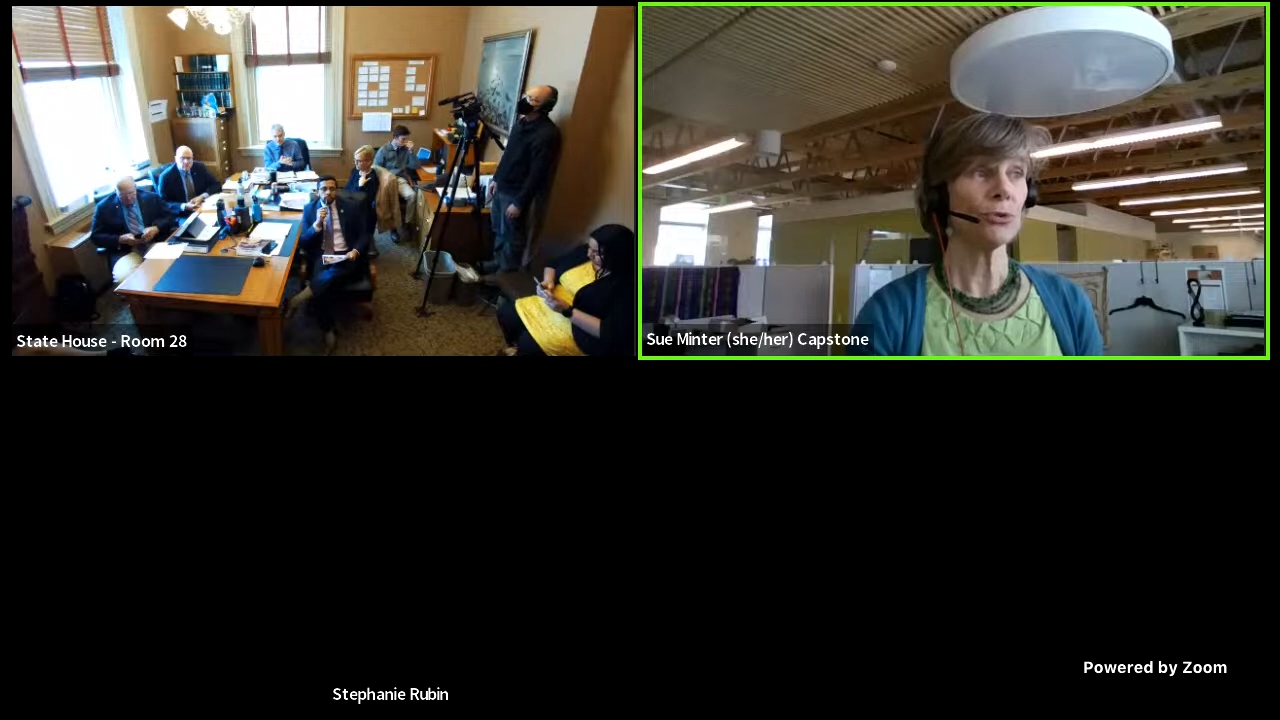 State House - Room 28
Sue Minter (she/her) Capstone
Powered by Zoom
Stephanie Rubin